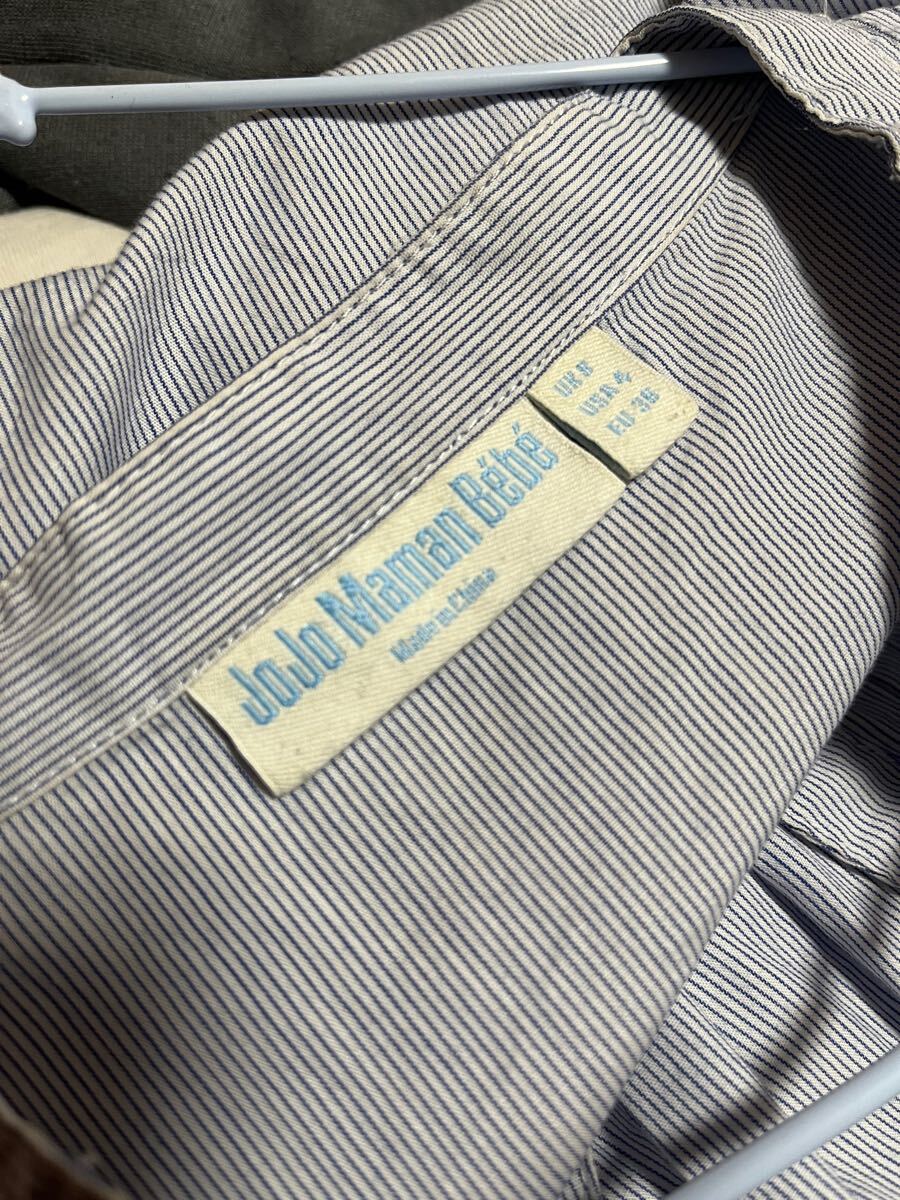 JoJo Maman Bébé
Made in China
UK 8
USA 4
EU 36